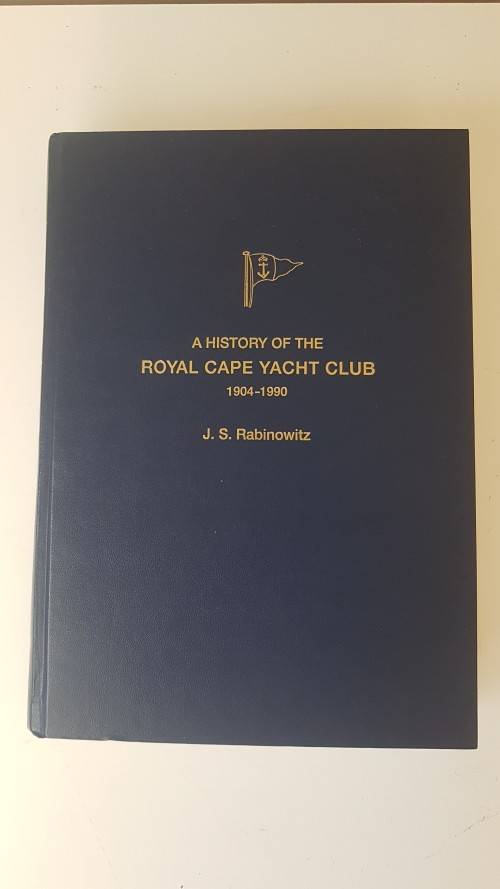 A HISTORY OF THE
ROYAL CAPE YACHT CLUB
1904-1990
J. S. Rabinowitz